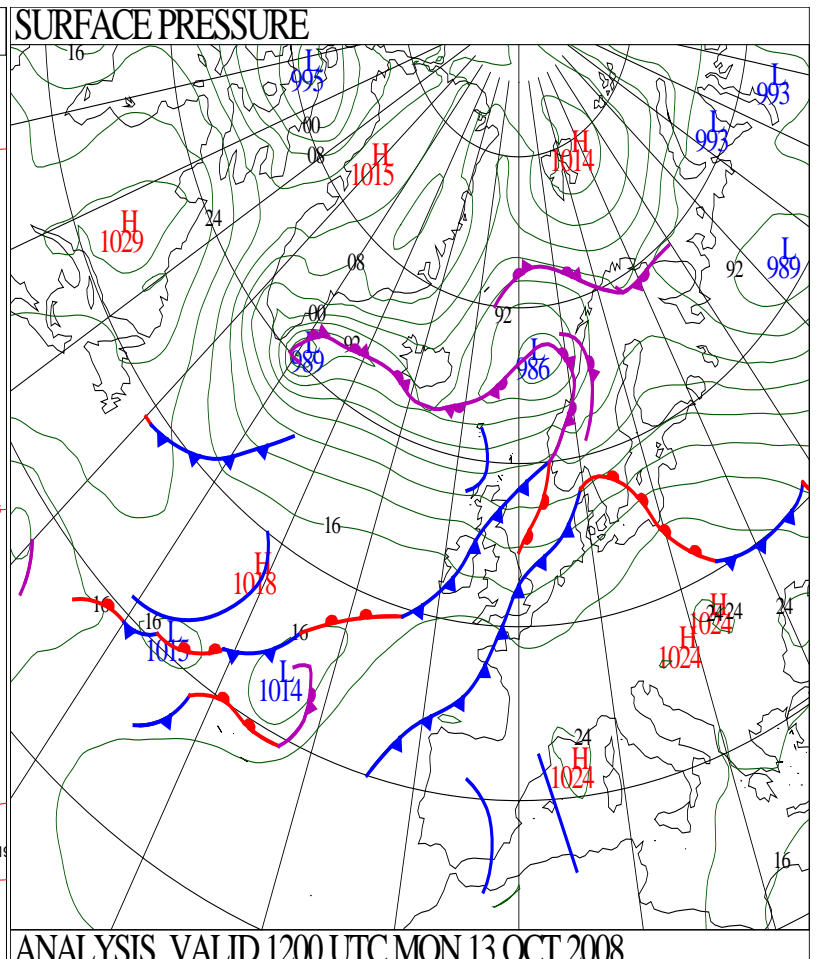 SURFACE PRESSURE
16
L
995
L
993
L
993
00
08
H
1015
H
1014
24
H
1029
L
989
92
08
00
92
92
L
989
L
986
16
H
1018
16
16
L
1015
16
L
1014
H
1024
24
24
24
H
1024
24
H
1024
16
ANALYSIS VALID 1200 UTC MON 13 OCT 2008